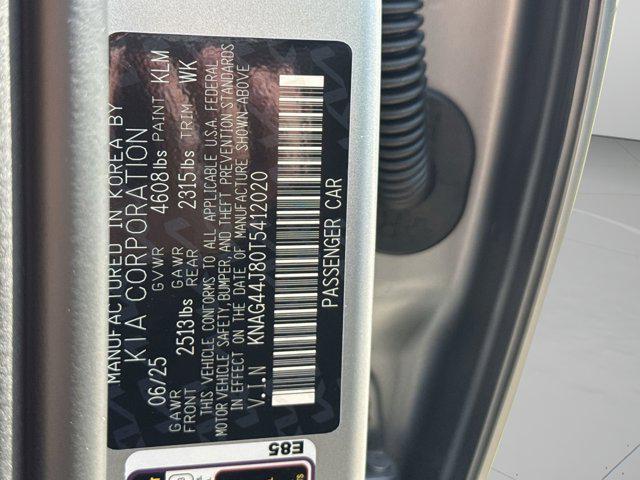 MANUFACTURED IN KOREA BY
KIA CORPORATION
06/25 GVWR 4608lbs PAINT KLM
GAWR FRONT 2513lbs GAWR REAR 2315lbs TRIM WK
THIS VEHICLE CONFORMS TO ALL APPLICABLE U.S.A. FEDERAL
MOTOR VEHICLE SAFETY, BUMPER, AND THEFT PREVENTION STANDARDS
IN EFFECT ON THE DATE OF MANUFACTURE SHOWN ABOVE
V.I.N KNAG44J80T5412020
PASSENGER CAR
E85